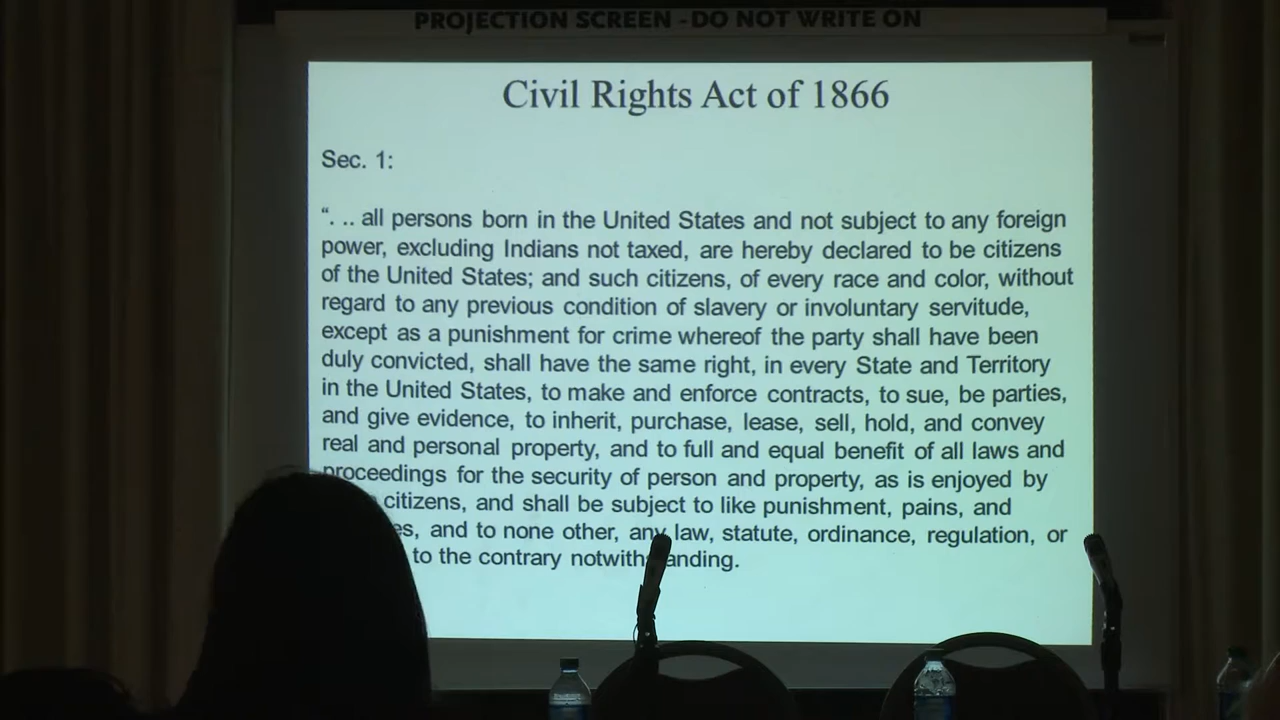 PROJECTION SCREEN - DO NOT WRITE ON
Civil Rights Act of 1866
Sec. 1:
“. .. all persons born in the United States and not subject to any foreign
power, excluding Indians not taxed, are hereby declared to be citizens
of the United States; and such citizens, of every race and color, without
regard to any previous condition of slavery or involuntary servitude,
except as a punishment for crime whereof the party shall have been
duly convicted, shall have the same right, in every State and Territory
in the United States, to make and enforce contracts, to sue, be parties,
and give evidence, to inherit, purchase, lease, sell, hold, and convey
real and personal property, and to full and equal benefit of all laws and
proceedings for the security of person and property, as is enjoyed by
citizens, and shall be subject to like punishment, pains, and
and to none other, any law, statute, ordinance, regulation, or
to the contrary notwithstanding.